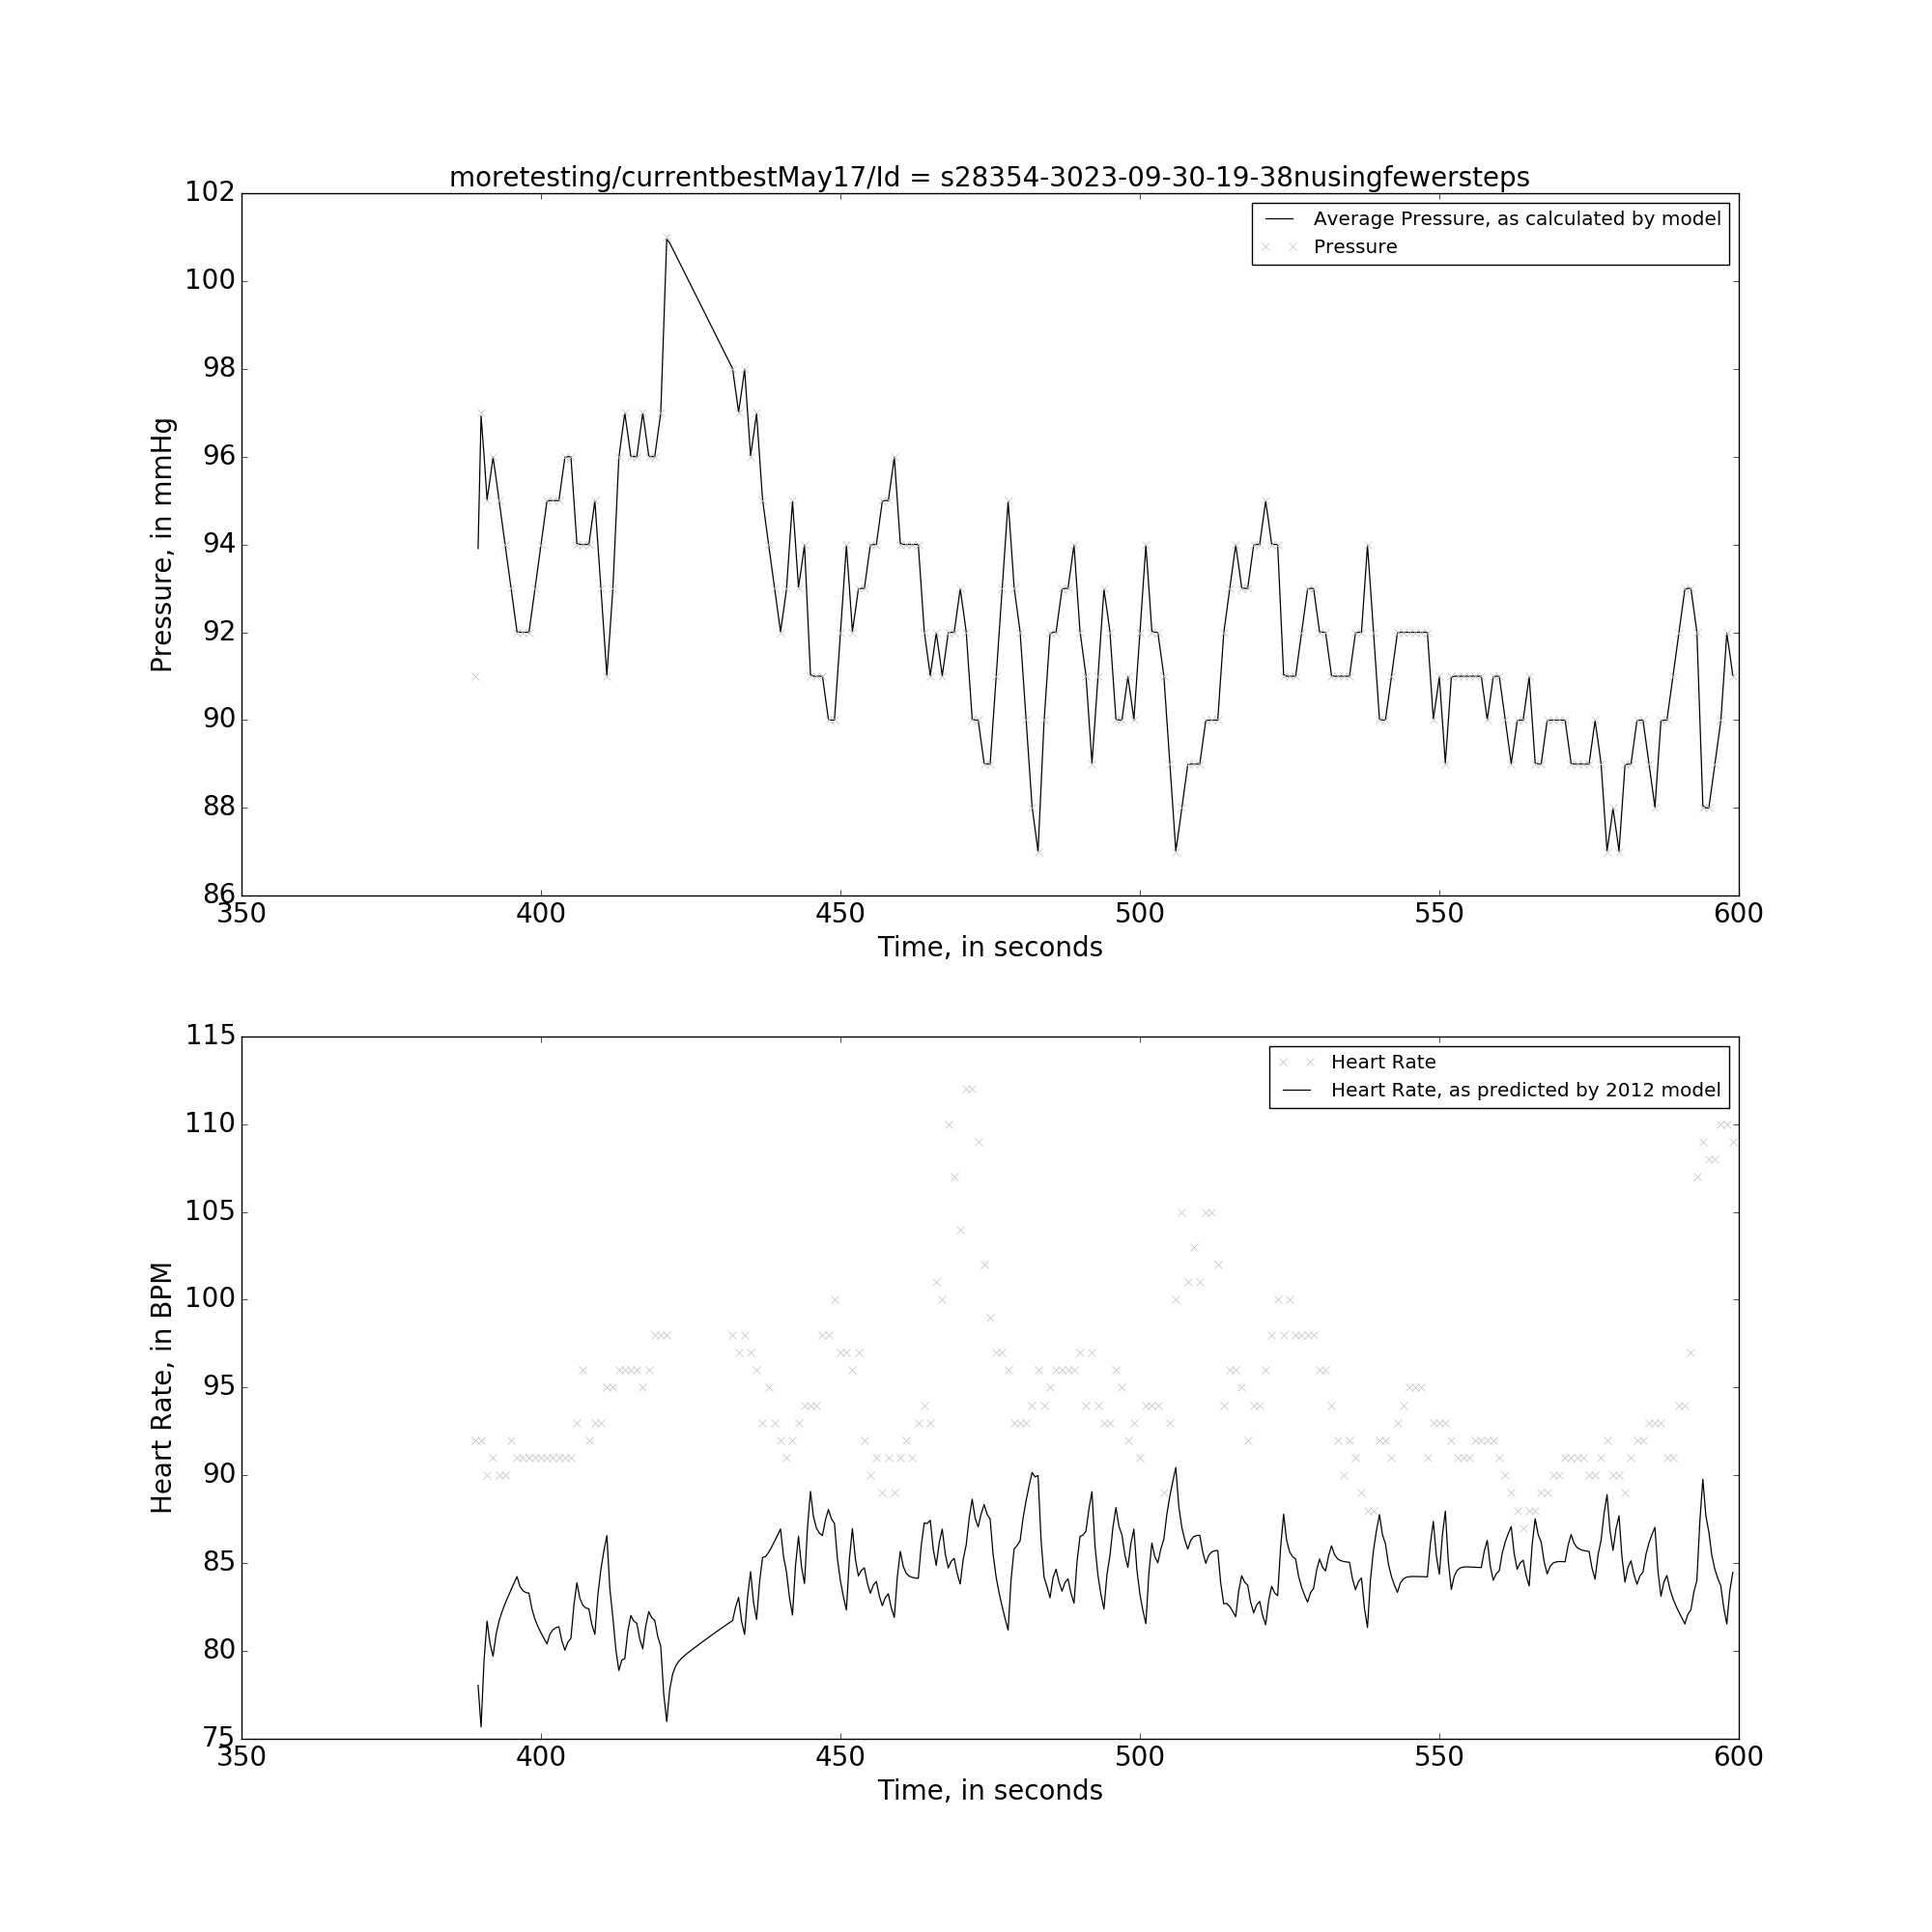 moretesting/currentbestMay17/Id = s28354-3023-09-30-19-38nusingfewersteps
102
100
98
96
94
92
90
88
86
Pressure, in mmHg
Average Pressure, as calculated by model
Pressure
350 400 450 500 550 600
Time, in seconds
115
110
105
100
95
90
85
80
75
Heart Rate, in BPM
Heart Rate
Heart Rate, as predicted by 2012 model
350 400 450 500 550 600
Time, in seconds